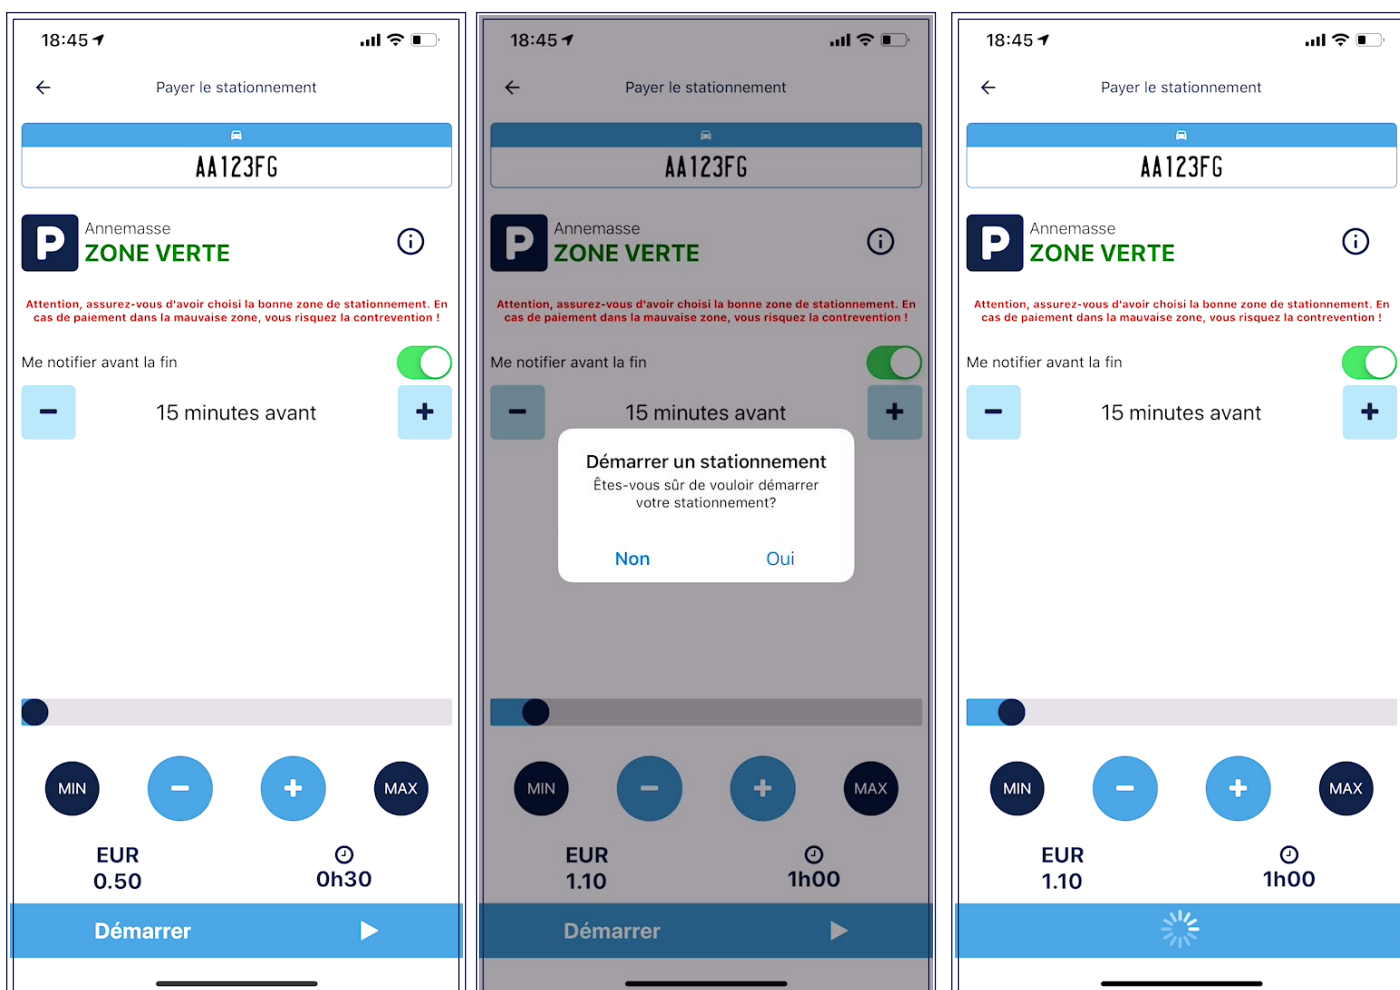 18:45
Payer le stationnement
AA123FG
P
Annemasse
ZONE VERTE
Attention, assurez-vous d'avoir choisi la bonne zone de stationnement. En
cas de paiement dans la mauvaise zone, vous risquez la contrevention !
Me notifier avant la fin
15 minutes avant
MIN
MAX
EUR
0.50
0h30
Démarrer
18:45
Payer le stationnement
AA123FG
P
Annemasse
ZONE VERTE
Attention, assurez-vous d'avoir choisi la bonne zone de stationnement. En
cas de paiement dans la mauvaise zone, vous risquez la contrevention !
Me notifier avant la fin
15 minutes avant
Démarrer un stationnement
Êtes-vous sûr de vouloir démarrer
votre stationnement?
Non
Oui
MIN
MAX
EUR
1.10
1h00
Démarrer
18:45
Payer le stationnement
AA123FG
P
Annemasse
ZONE VERTE
Attention, assurez-vous d'avoir choisi la bonne zone de stationnement. En
cas de paiement dans la mauvaise zone, vous risquez la contrevention !
Me notifier avant la fin
15 minutes avant
MIN
MAX
EUR
1.10
1h00